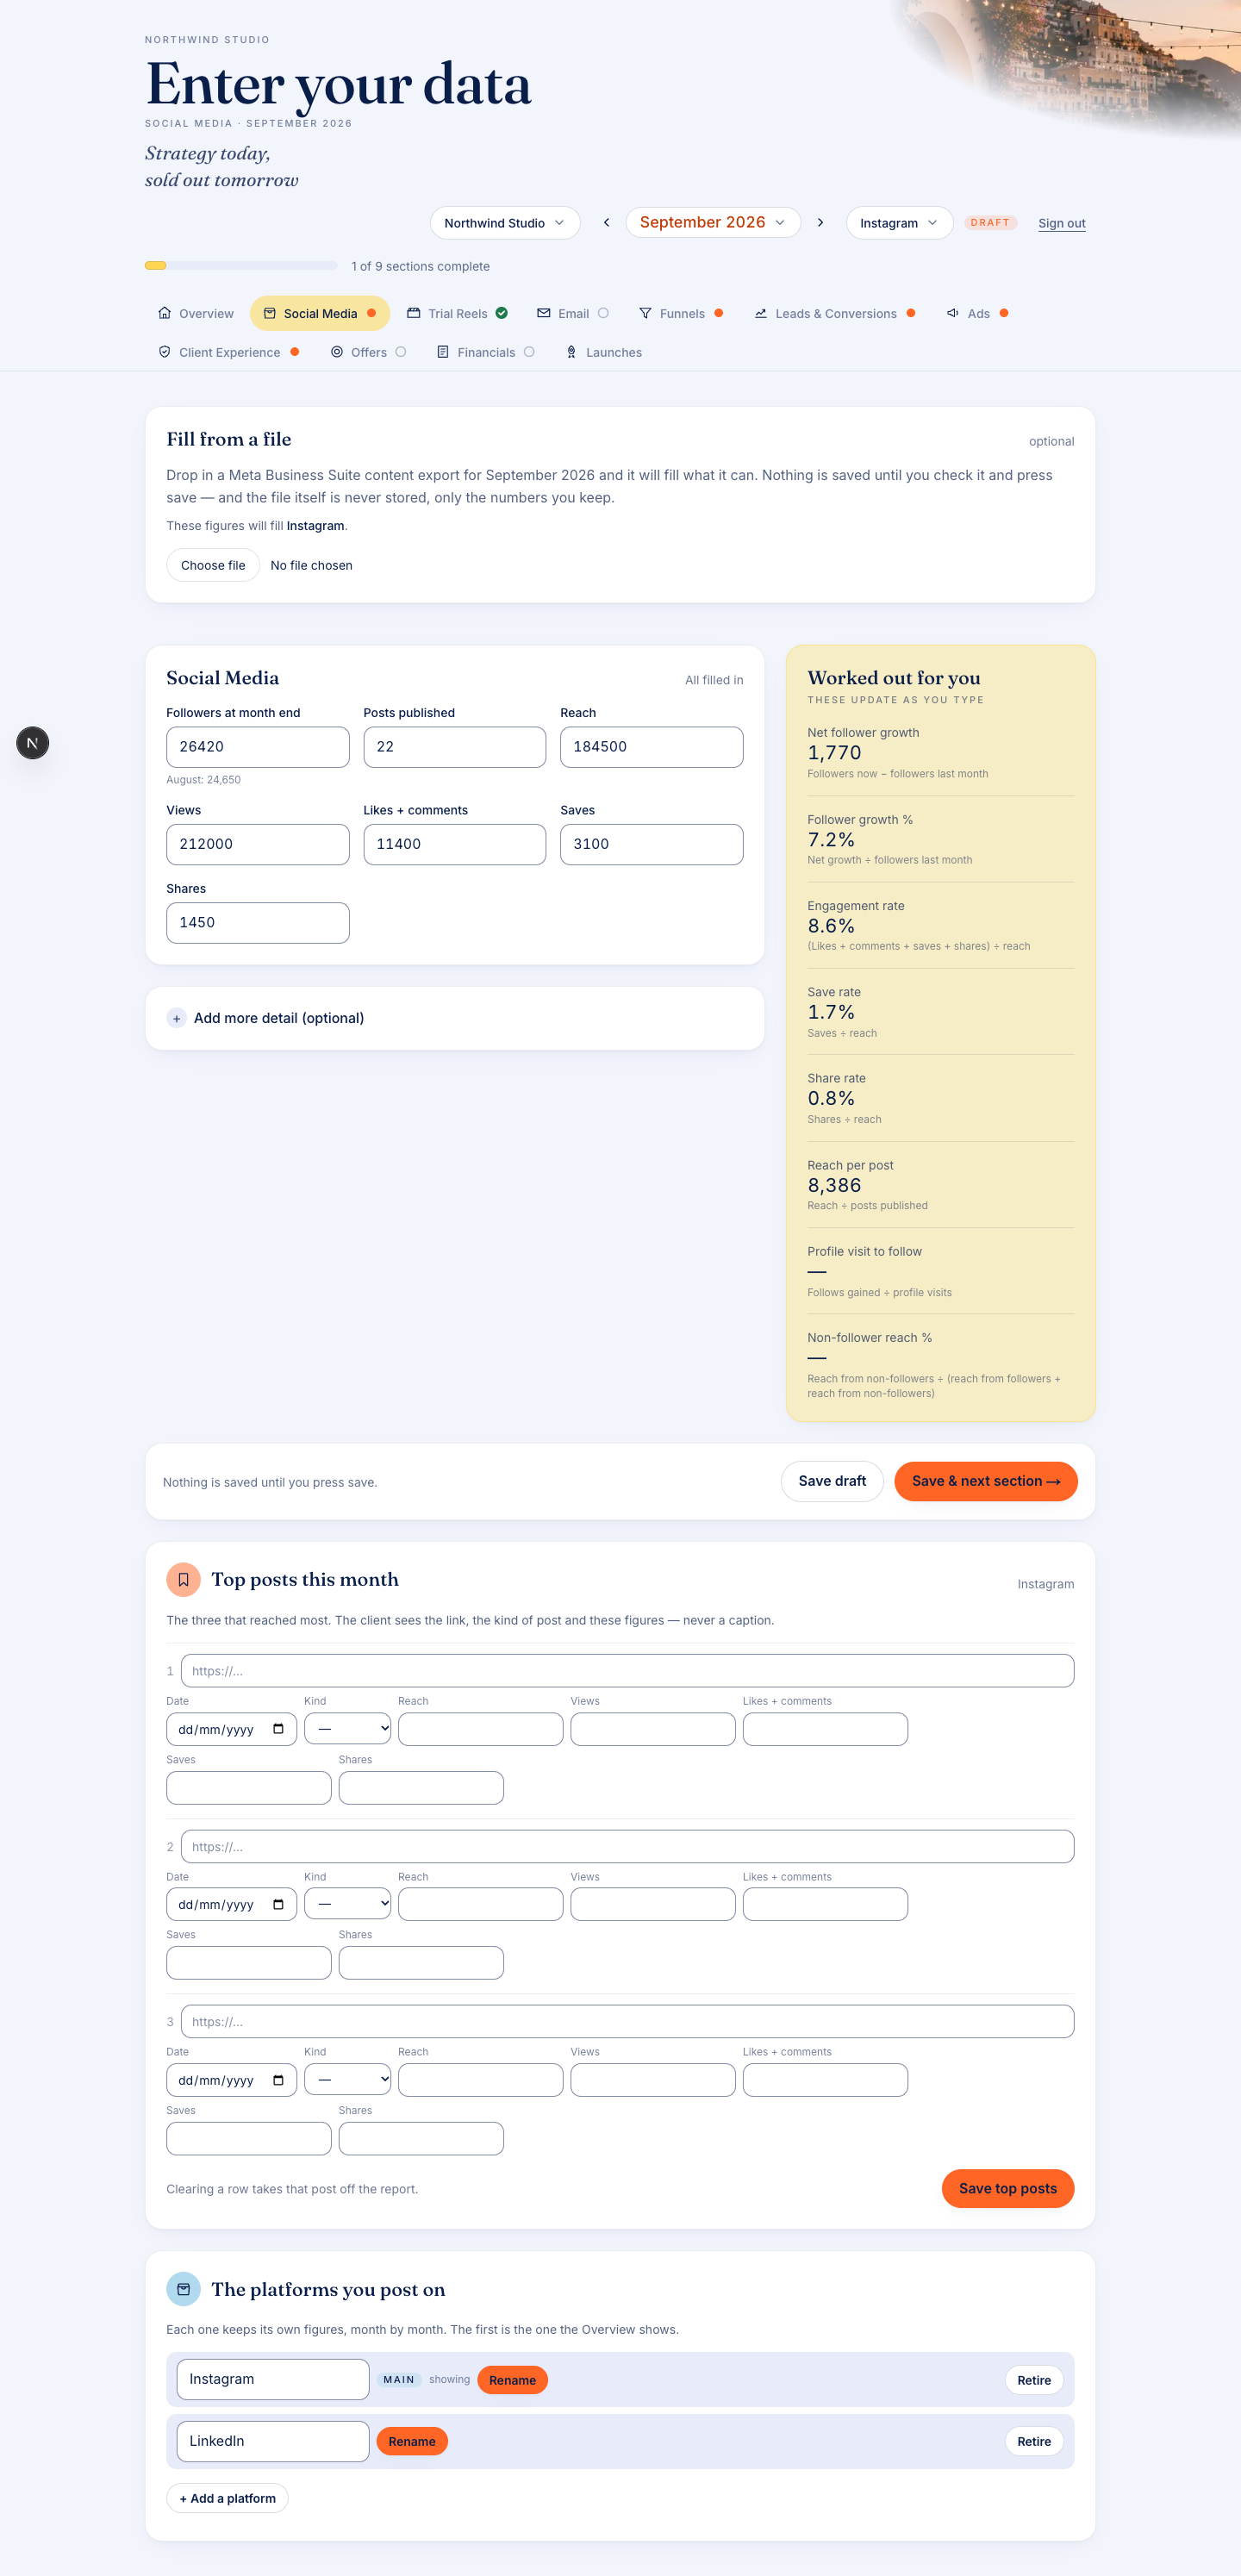 NORTHWIND STUDIO
Enter your data
SOCIAL MEDIA · SEPTEMBER 2026
Strategy today,
sold out tomorrow
Northwind Studio
September 2026
Instagram
DRAFT
Sign out
1 of 9 sections complete
Overview
Social Media
Trial Reels
Email
Funnels
Leads & Conversions
Ads
Client Experience
Offers
Financials
Launches
Fill from a file
optional
Drop in a Meta Business Suite content export for September 2026 and it will fill what it can. Nothing is saved until you check it and press
save — and the file itself is never stored, only the numbers you keep.
These figures will fill Instagram.
Choose file No file chosen
Social Media
All filled in
Followers at month end
Posts published
Reach
26420
22
184500
August: 24,650
Views
Likes + comments
Saves
212000
11400
3100
Shares
1450
+ Add more detail (optional)
Worked out for you
THESE UPDATE AS YOU TYPE
Net follower growth
1,770
Followers now − followers last month
Follower growth %
7.2%
Net growth ÷ followers last month
Engagement rate
8.6%
(Likes + comments + saves + shares) ÷ reach
Save rate
1.7%
Saves ÷ reach
Share rate
0.8%
Shares ÷ reach
Reach per post
8,386
Reach ÷ posts published
Profile visit to follow
—
Follows gained ÷ profile visits
Non-follower reach %
—
Reach from non-followers ÷ (reach from followers +
reach from non-followers)
Nothing is saved until you press save.
Save draft
Save & next section →
Top posts this month
Instagram
The three that reached most. The client sees the link, the kind of post and these figures — never a caption.
1 https://...
Date
Kind
Reach
Views
Likes + comments
dd/mm/yyyy
—
Saves
Shares
2 https://...
Date
Kind
Reach
Views
Likes + comments
dd/mm/yyyy
—
Saves
Shares
3 https://...
Date
Kind
Reach
Views
Likes + comments
dd/mm/yyyy
—
Saves
Shares
Clearing a row takes that post off the report.
Save top posts
The platforms you post on
Each one keeps its own figures, month by month. The first is the one the Overview shows.
Instagram
MAIN
showing
Rename
Retire
LinkedIn
Rename
Retire
+ Add a platform
N